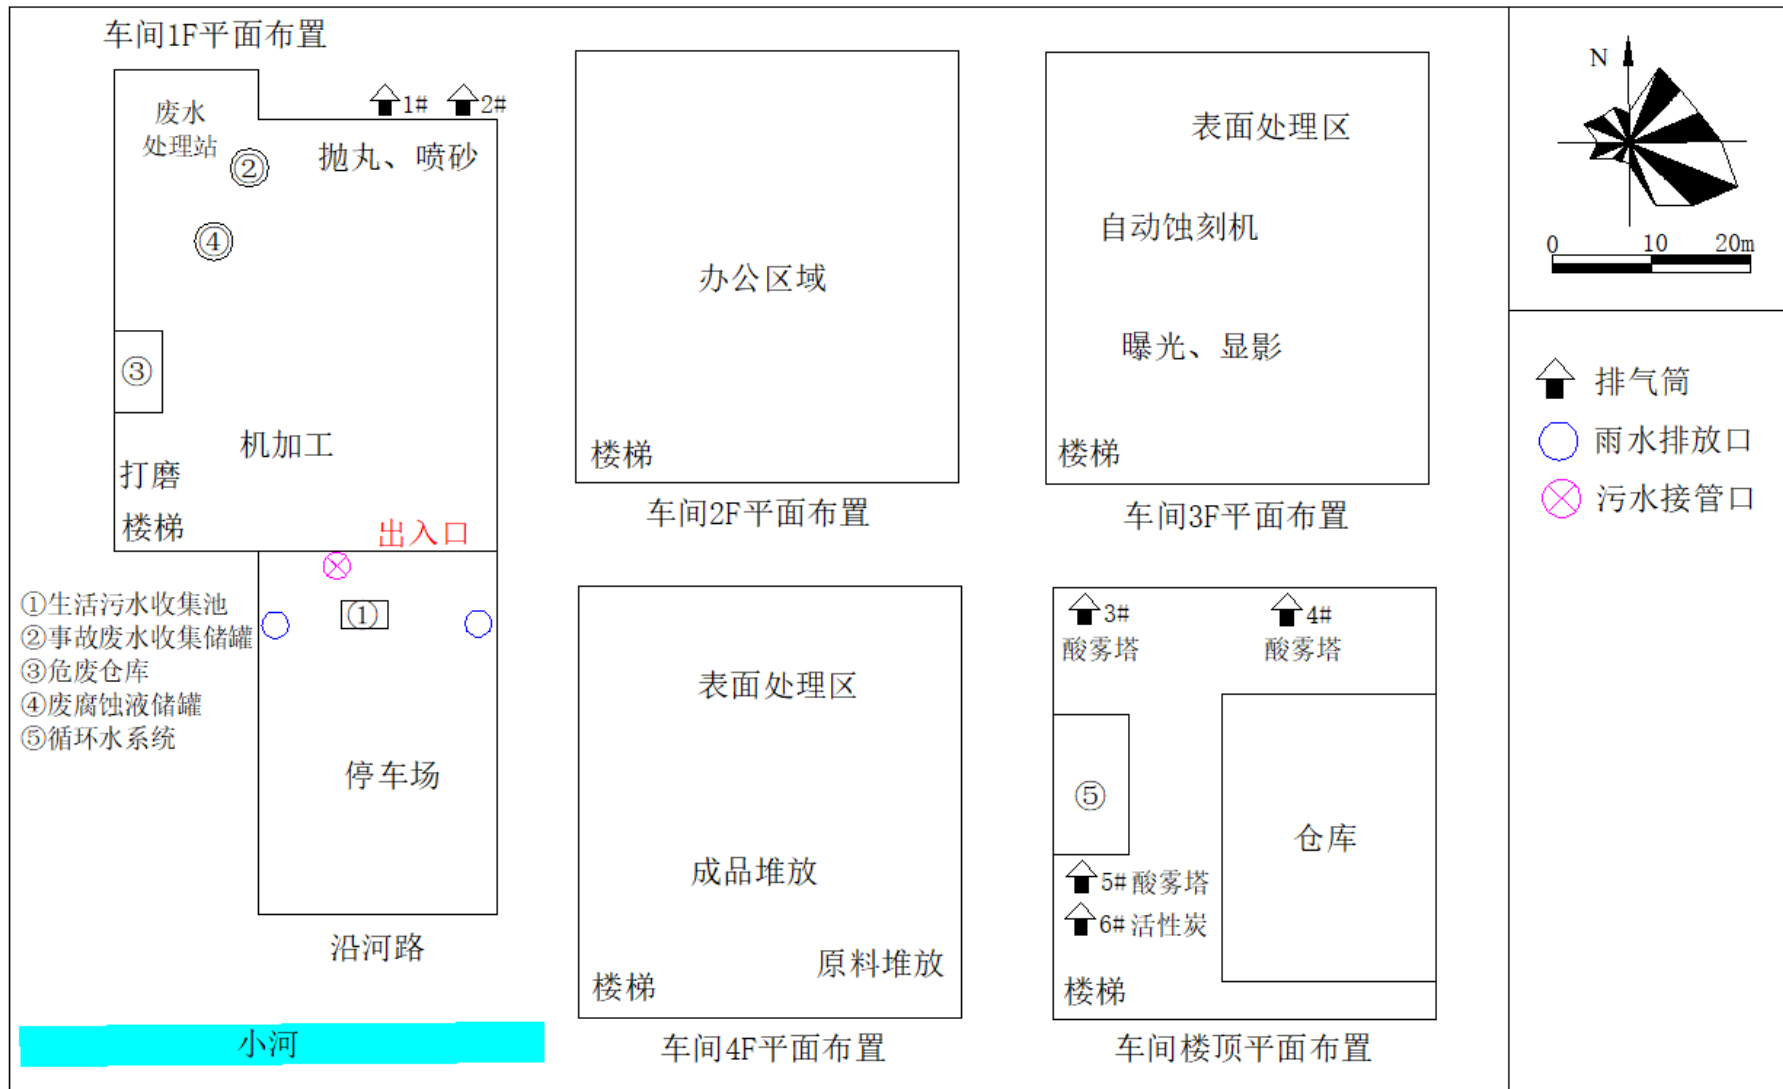 车间1F平面布置
废水
处理站
1#
2#
抛丸、喷砂
②
④
③
机加工
打磨
楼梯
出入口
①
①生活污水收集池
②事故废水收集储罐
③危废仓库
④废腐蚀液储罐
⑤循环水系统
停车场
沿河路
小河
办公区域
楼梯
车间2F平面布置
表面处理区
自动蚀刻机
曝光、显影
楼梯
车间3F平面布置
表面处理区
成品堆放
原料堆放
楼梯
车间4F平面布置
3#
酸雾塔
4#
酸雾塔
⑤
仓库
5#酸雾塔
6#活性炭
楼梯
车间楼顶平面布置
N
0 10 20m
排气筒
雨水排放口
污水接管口